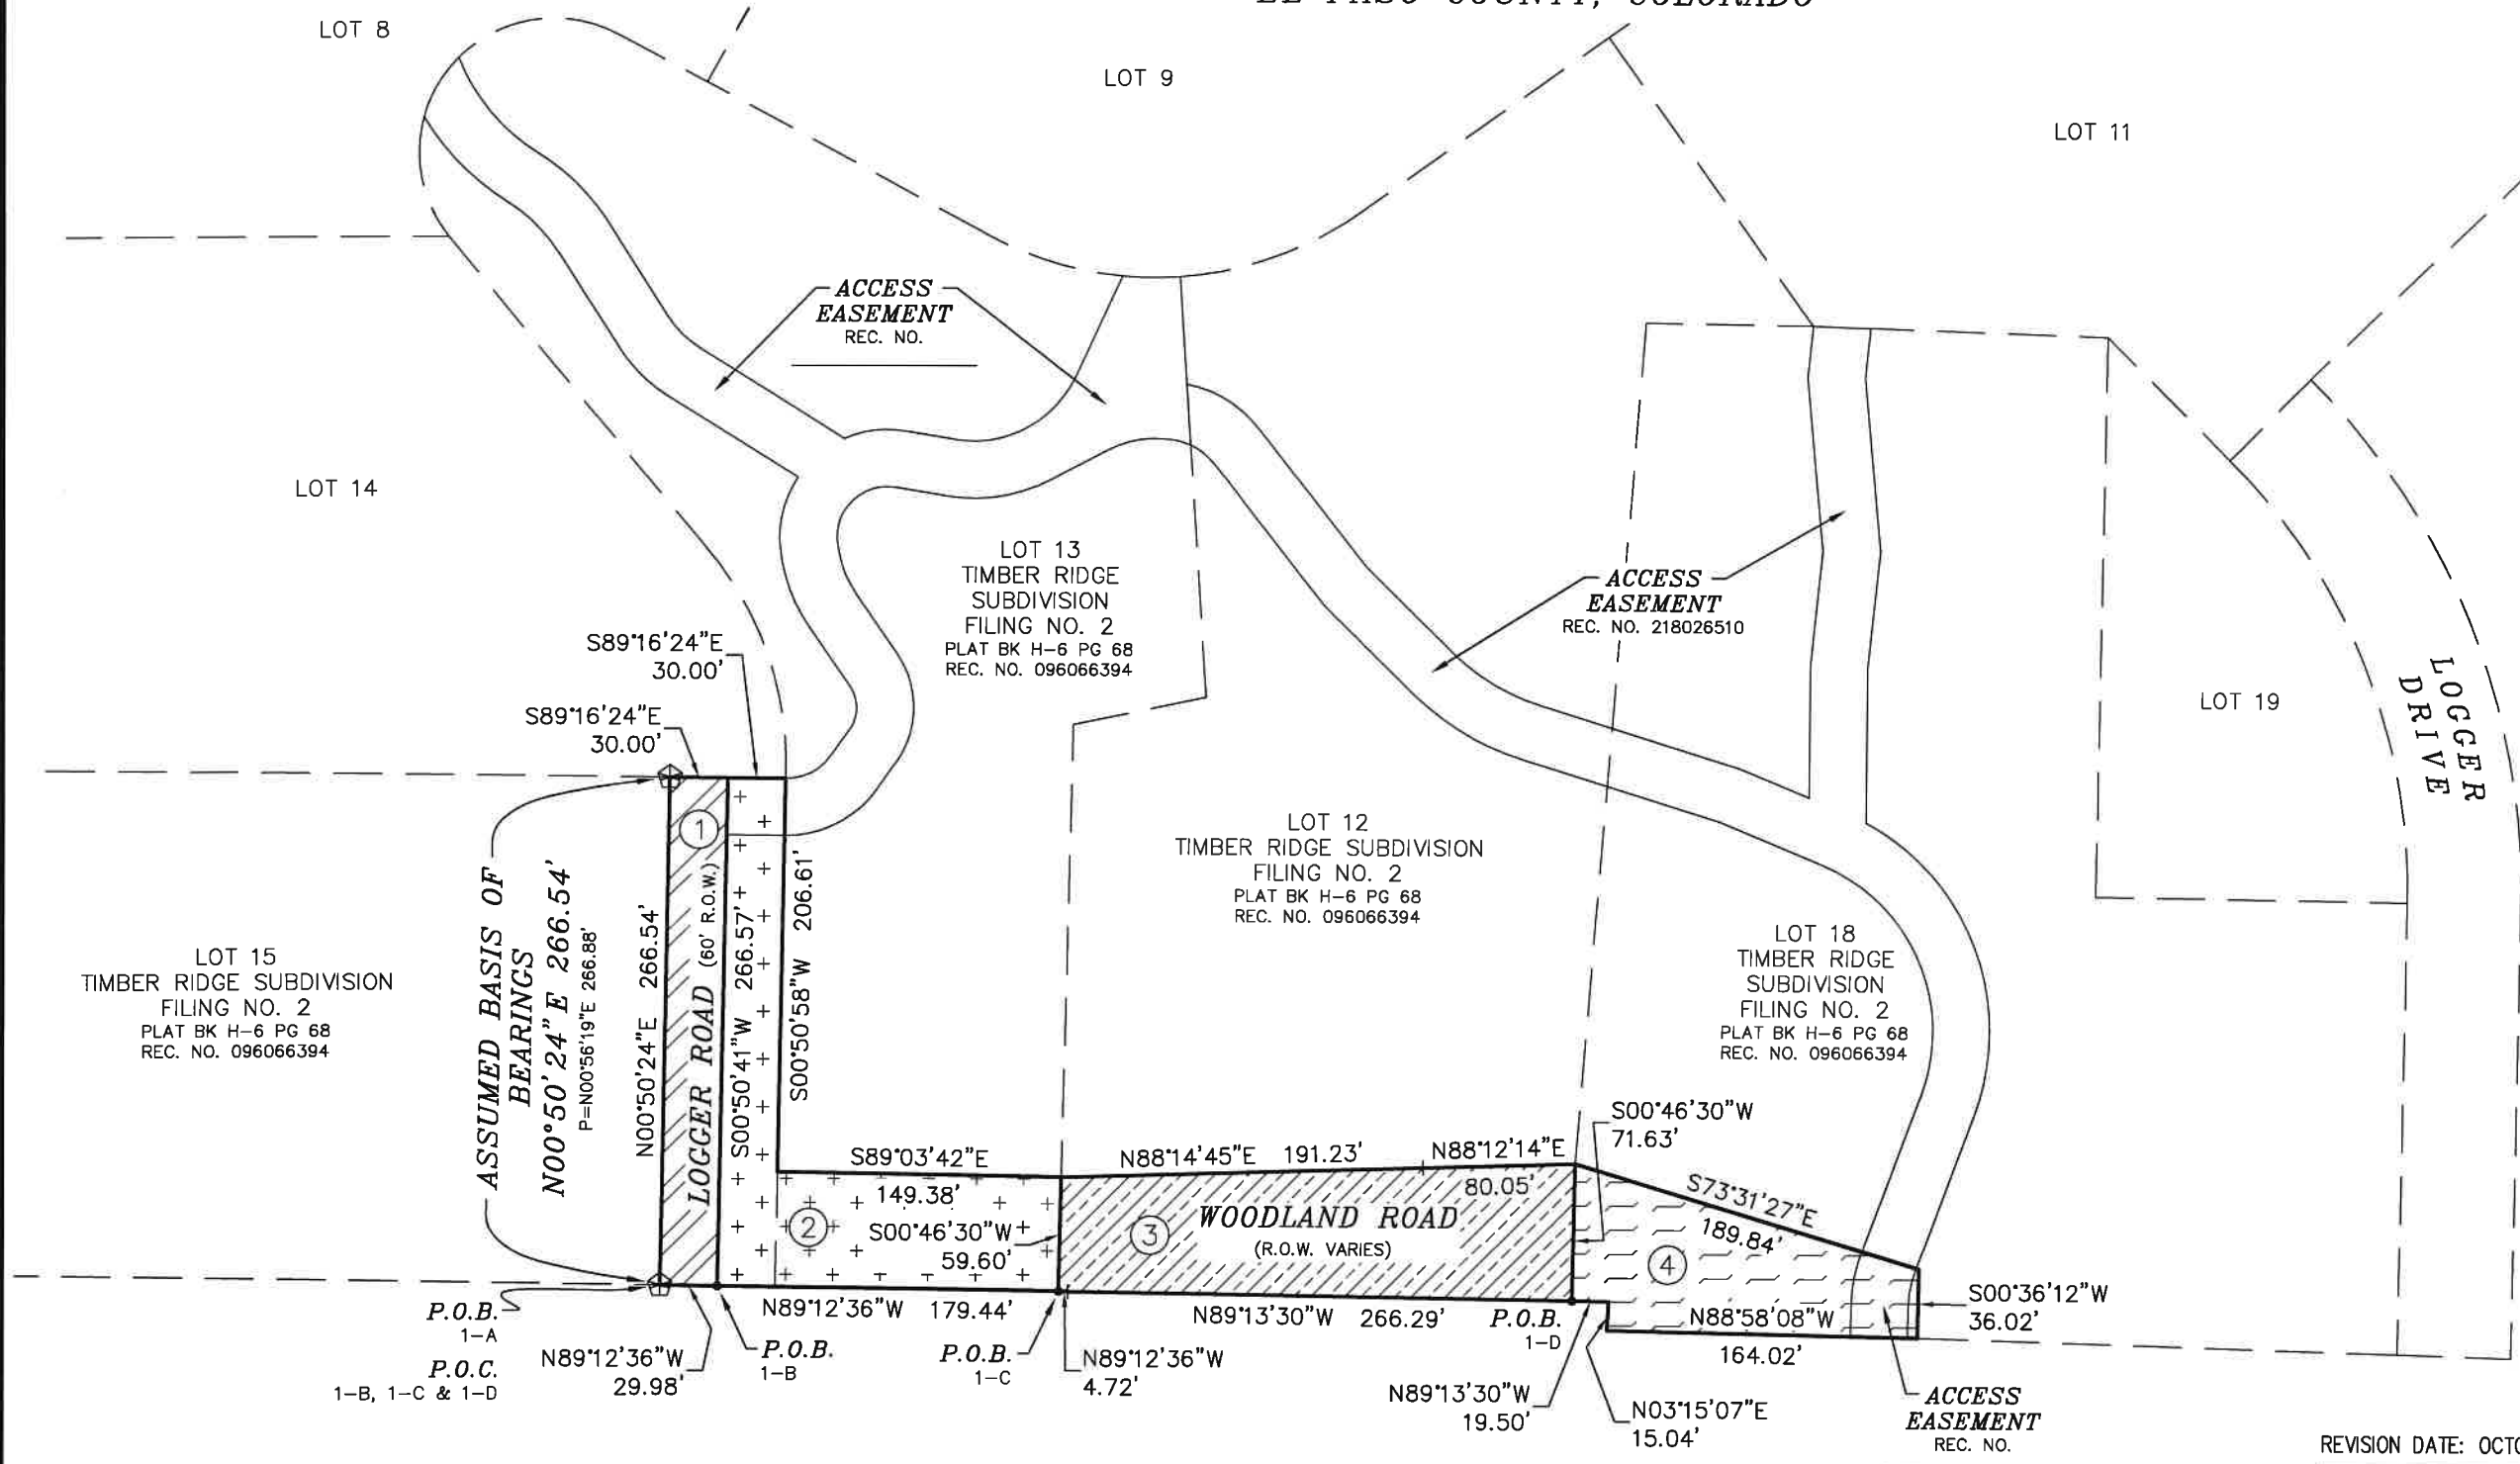 EL PASO COUNTY, COLORADO
LOT 8
LOT 9
LOT 11
ACCESS
EASEMENT
REC. NO.
LOT 14
LOT 13
TIMBER RIDGE
SUBDIVISION
FILING NO. 2
PLAT BK H-6 PG 68
REC. NO. 096066394
ACCESS
EASEMENT
REC. NO. 218026510
LOGGER
DRIVE
LOT 19
S89°16'24"E
30.00'
S89°16'24"E
30.00'
1
LOT 12
TIMBER RIDGE SUBDIVISION
FILING NO. 2
PLAT BK H-6 PG 68
REC. NO. 096066394
LOT 15
TIMBER RIDGE SUBDIVISION
FILING NO. 2
PLAT BK H-6 PG 68
REC. NO. 096066394
ASSUMED BASIS OF
BEARINGS
N00°50'24"E 266.54'
P=N00°56'19"E 266.88'
N00°50'24"E 266.54'
LOGGER ROAD (60' R.O.W.)
S00°50'41"W 266.57'
S00°50'58"W 206.61'
LOT 18
TIMBER RIDGE
SUBDIVISION
FILING NO. 2
PLAT BK H-6 PG 68
REC. NO. 096066394
S89°03'42"E
149.38'
N88°14'45"E 191.23'
N88°12'14"E
80.05'
S00°46'30"W
71.63'
S73°31'27"E
189.84'
2
S00°46'30"W
59.60'
3
WOODLAND ROAD
(R.O.W. VARIES)
4
S00°36'12"W
36.02'
P.O.B.
1-A
P.O.C.
1-B, 1-C & 1-D
N89°12'36"W
29.98'
P.O.B.
1-B
N89°12'36"W 179.44'
P.O.B.
1-C
N89°12'36"W
4.72'
N89°13'30"W 266.29'
P.O.B.
1-D
N88°58'08"W
164.02'
N89°13'30"W
19.50'
N03°15'07"E
15.04'
ACCESS
EASEMENT
REC. NO.
REVISION DATE: OCTO